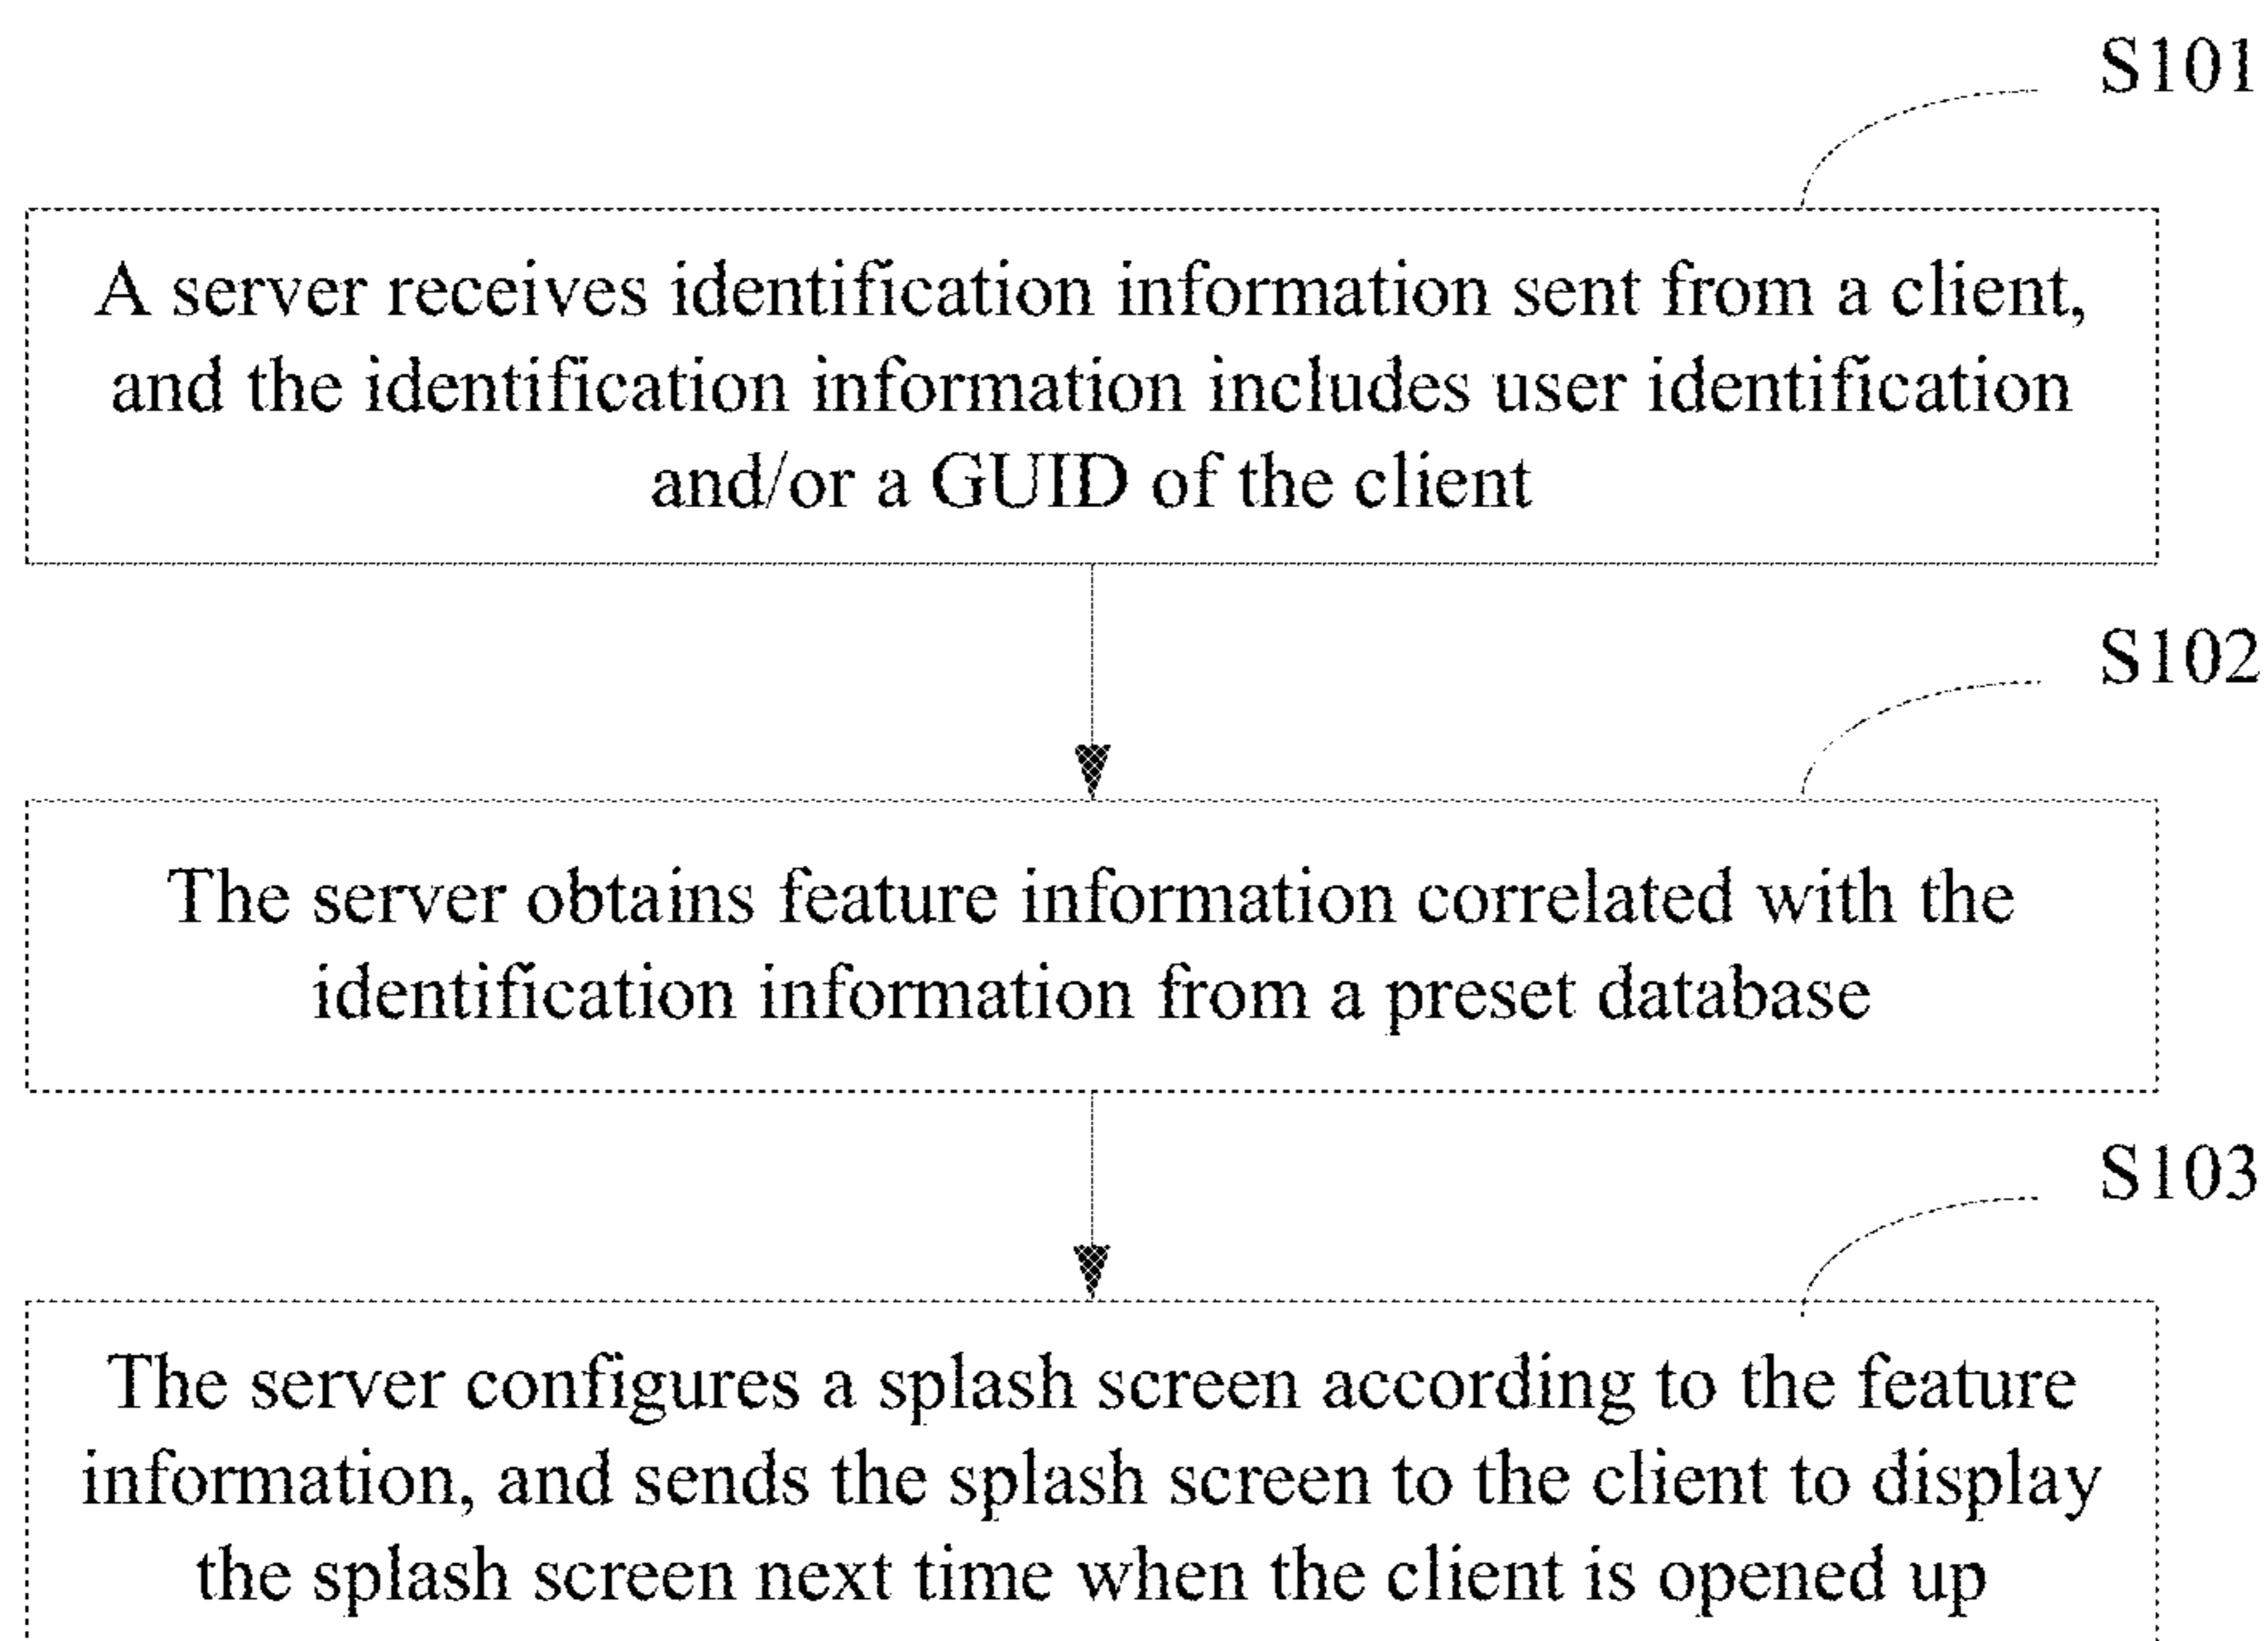 S101
A server receives identification information sent from a client,
and the identification information includes user identification
and/or a GUID of the client
S102
The server obtains feature information correlated with the
identification information from a preset database
S103
The server configures a splash screen according to the feature
information, and sends the splash screen to the client to display
the splash screen next time when the client is opened up